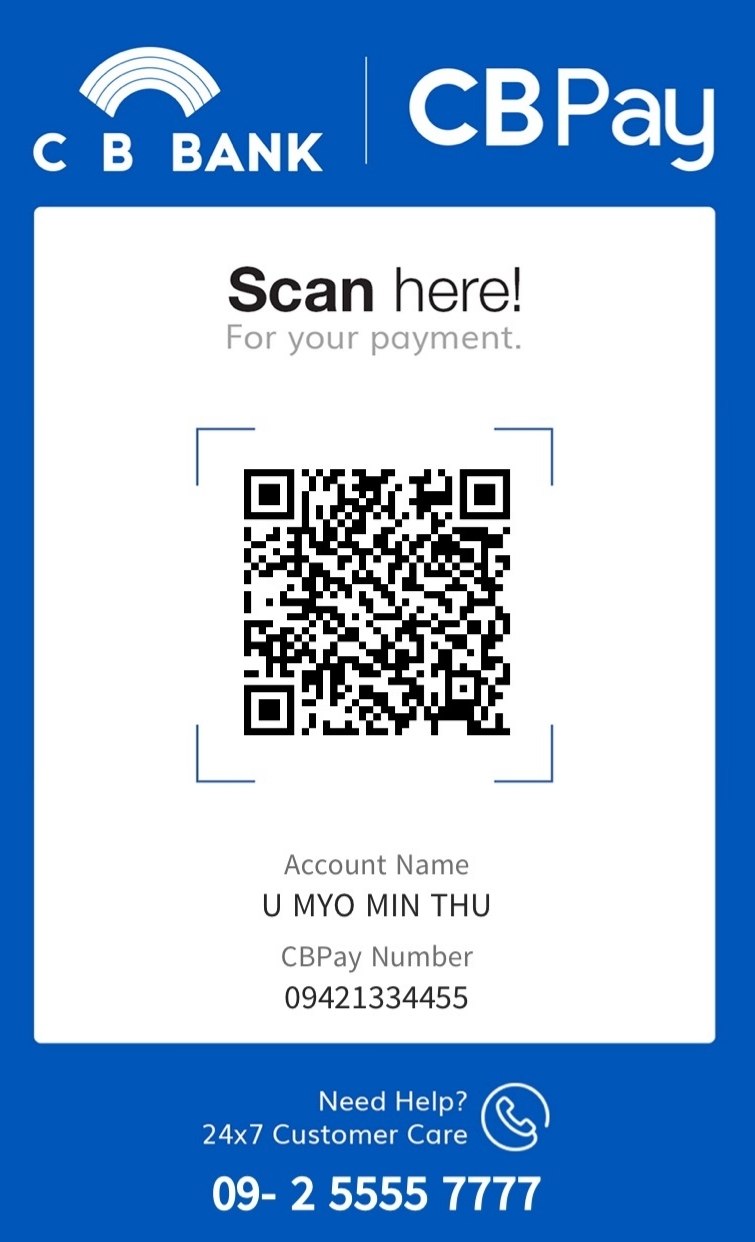 C B BANK
CBPay
Scan here!
For your payment.
Account Name
U MYO MIN THU
CBPay Number
09421334455
Need Help?
24x7 Customer Care
09- 2 5555 7777